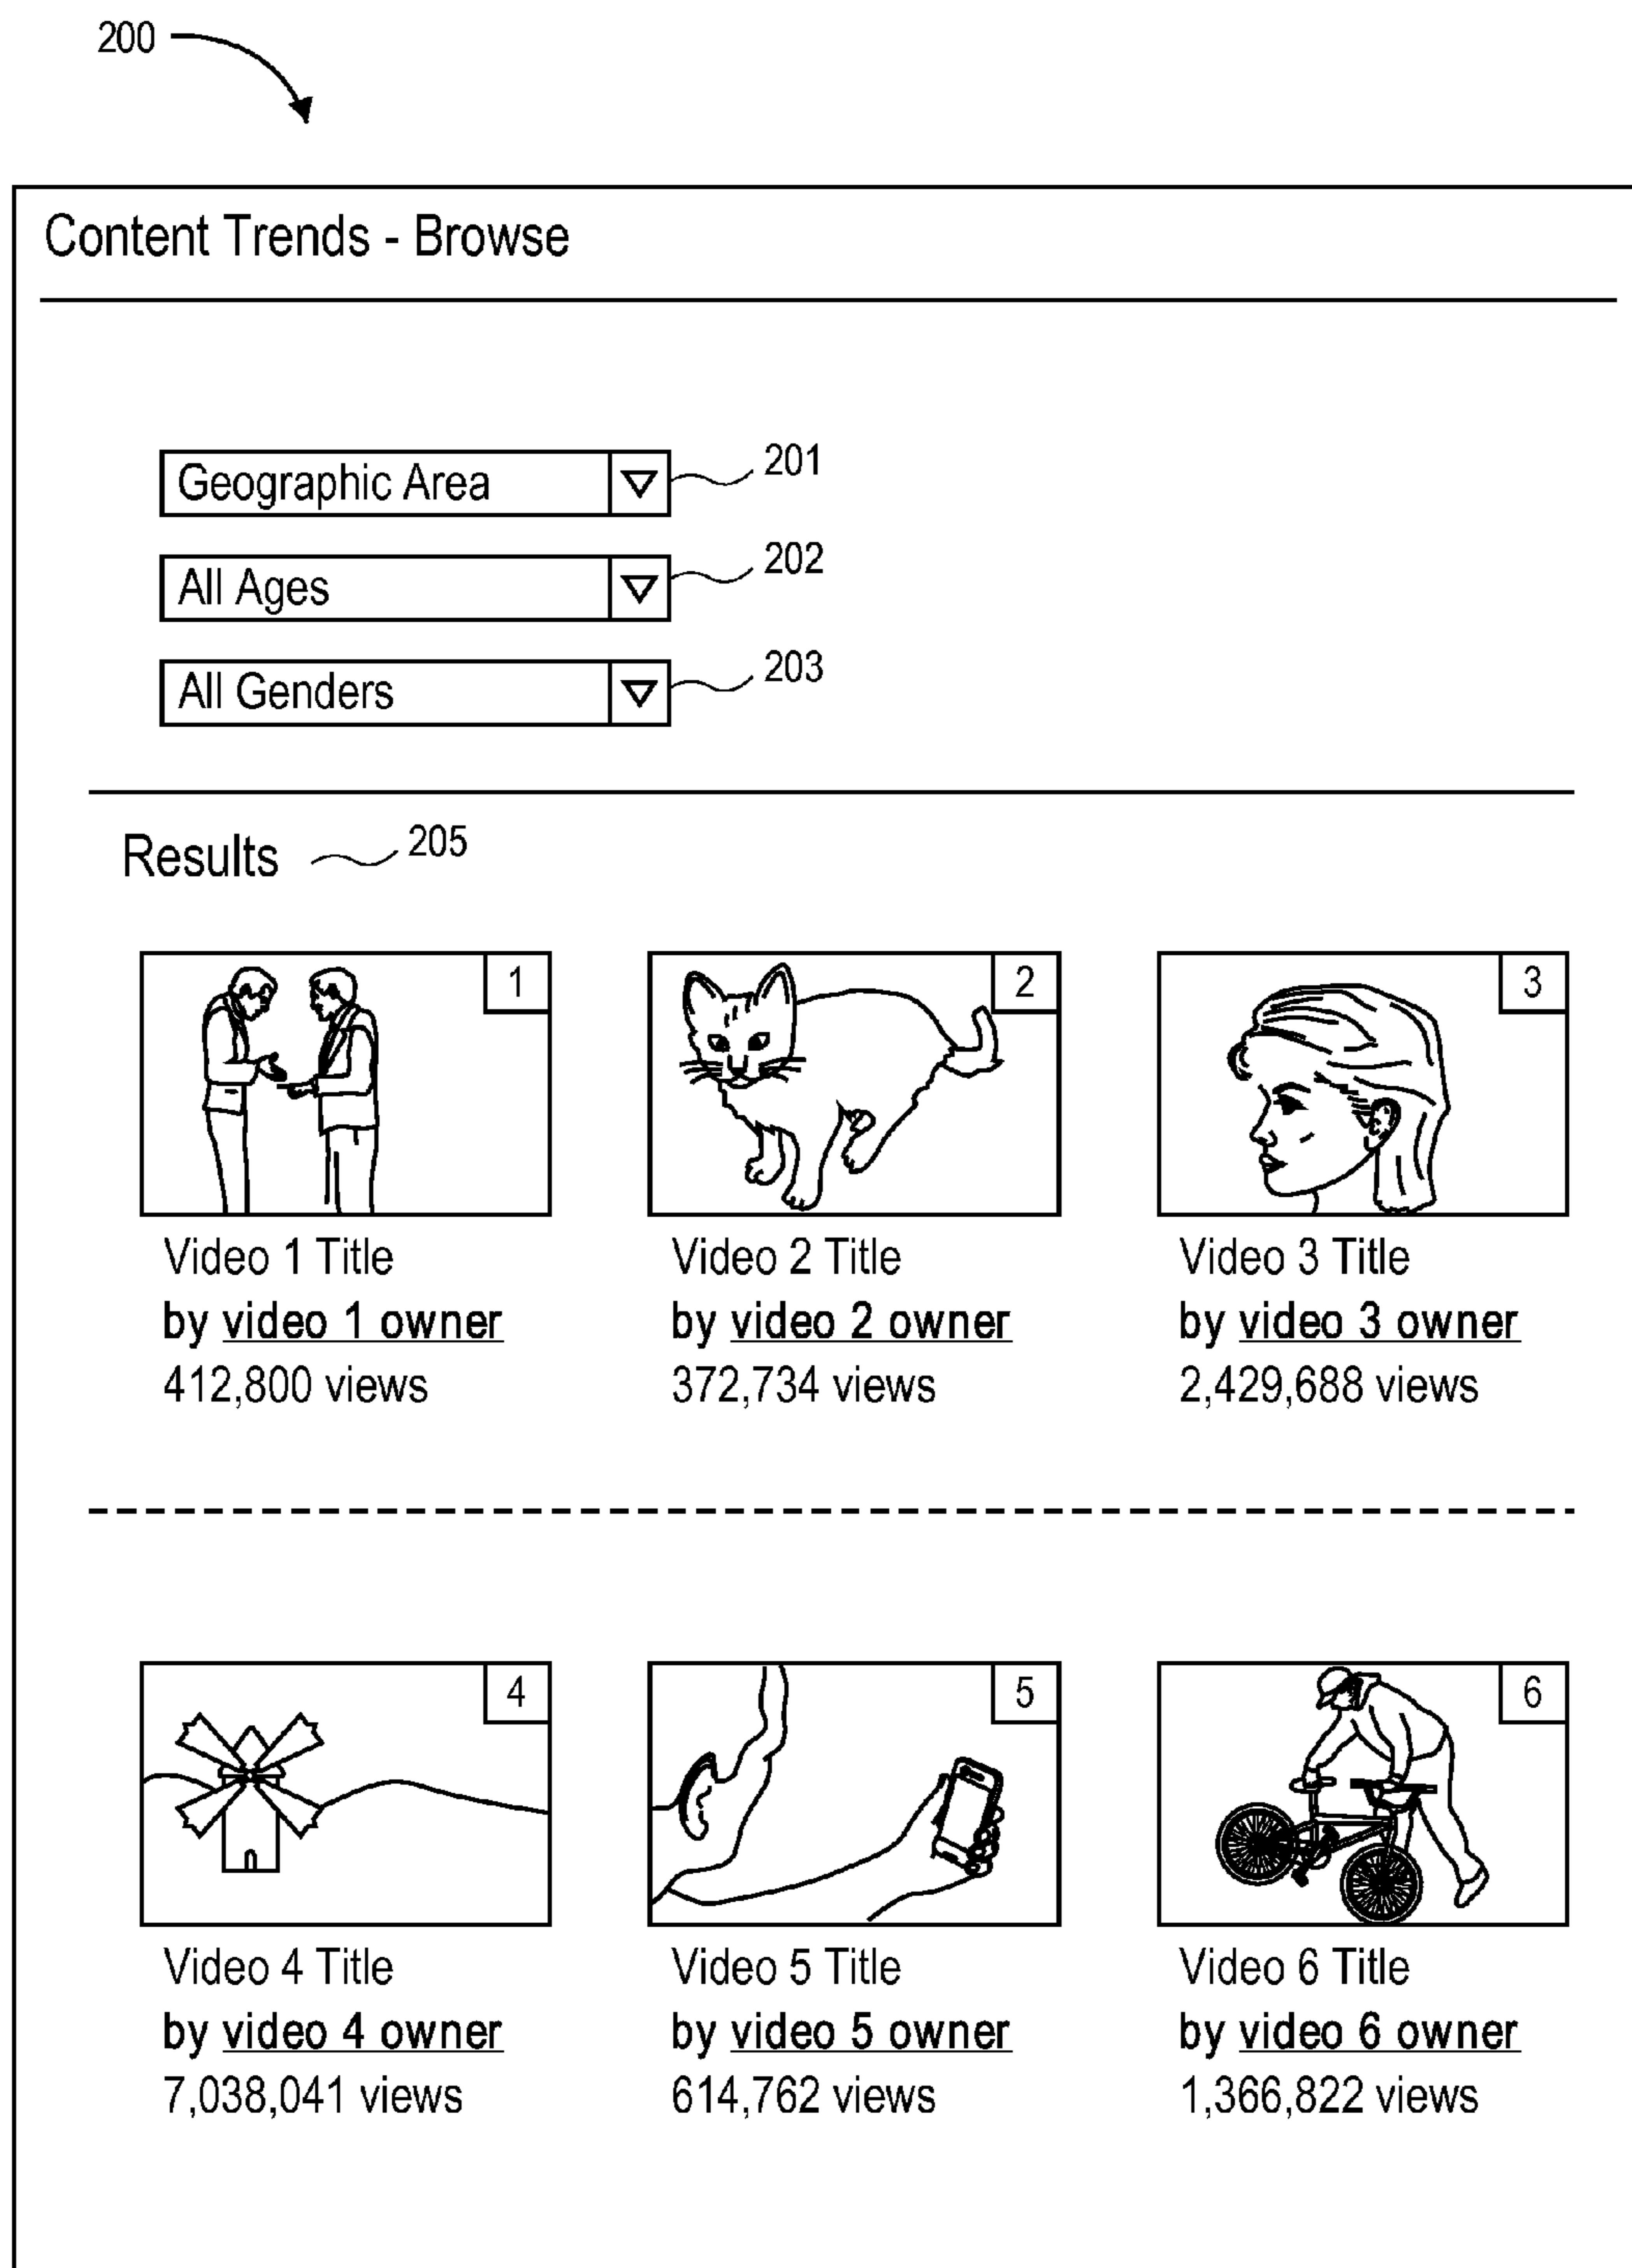 200
Content Trends - Browse
Geographic Area 201
All Ages 202
All Genders 203
Results 205
1 2 3
Video 1 Title Video 2 Title Video 3 Title
by video 1 owner by video 2 owner by video 3 owner
412,800 views 372,734 views 2,429,688 views
4 5 6
Video 4 Title Video 5 Title Video 6 Title
by video 4 owner by video 5 owner by video 6 owner
7,038,041 views 614,762 views 1,366,822 views